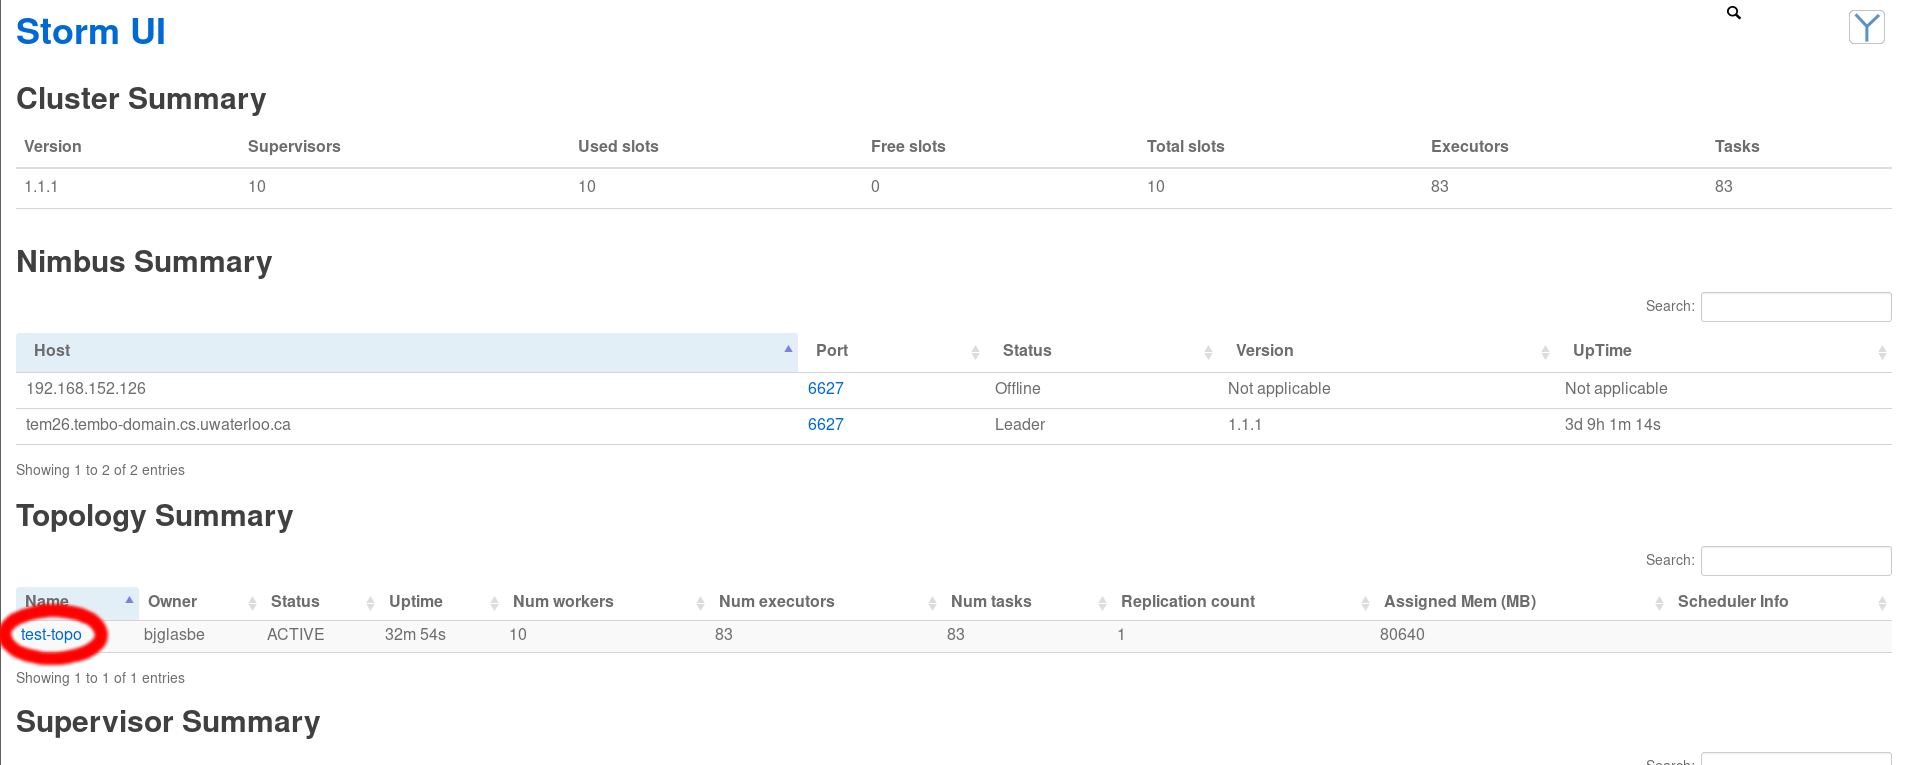 Storm UI
Cluster Summary
Version Supervisors Used slots Free slots Total slots Executors Tasks
1.1.1 10 10 0 10 83 83
Nimbus Summary
Search:
Host Port Status Version UpTime
192.168.152.126 6627 Offline Not applicable Not applicable
tem26.tembo-domain.cs.uwaterloo.ca 6627 Leader 1.1.1 3d 9h 1m 14s
Showing 1 to 2 of 2 entries
Topology Summary
Search:
Name Owner Status Uptime Num workers Num executors Num tasks Replication count Assigned Mem (MB) Scheduler Info
test-topo bjglasbe ACTIVE 32m 54s 10 83 83 1 80640
Showing 1 to 1 of 1 entries
Supervisor Summary
Search: